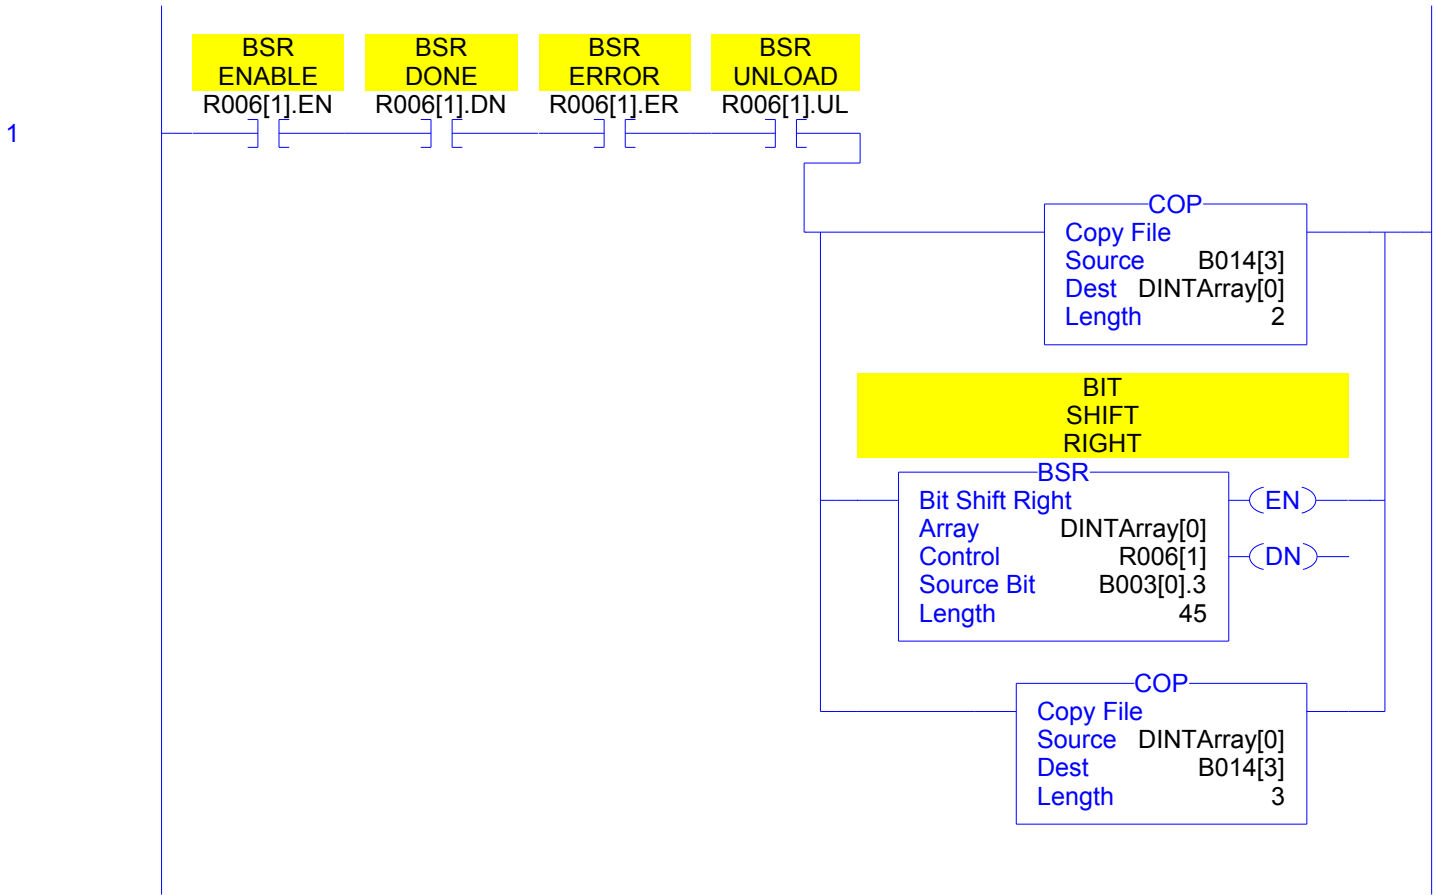 BSR BSR BSR BSR
ENABLE DONE ERROR UNLOAD
R006[1].EN R006[1].DN R006[1].ER R006[1].UL
1
COP
Copy File
Source B014[3]
Dest DINTArray[0]
Length 2
BIT
SHIFT
RIGHT
BSR
Bit Shift Right EN
Array DINTArray[0]
Control R006[1] DN
Source Bit B003[0].3
Length 45
COP
Copy File
Source DINTArray[0]
Dest B014[3]
Length 3